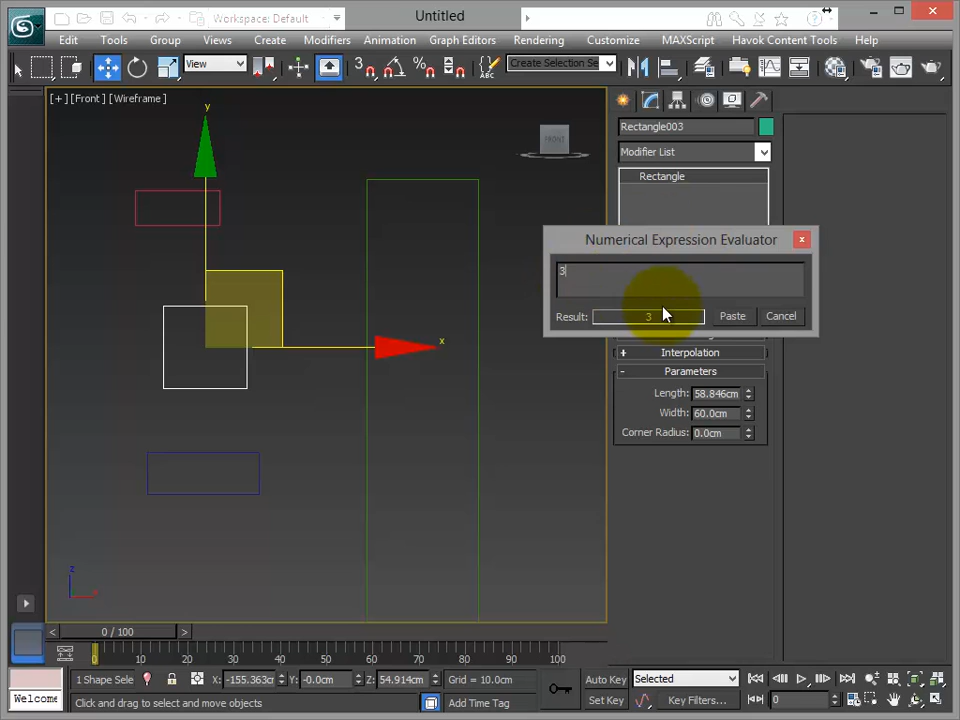 Workspace: Default
Untitled
Edit Tools Group Views Create Modifiers Animation Graph Editors Rendering Customize MAXScript Havok Content Tools Help
View
3
%
ABC
Create Selection Se
[+] [Front] [Wireframe]
y
FRONT
Rectangle003
Modifier List
Rectangle
Numerical Expression Evaluator
3
Result: 3 Paste Cancel
x
+ Interpolation
- Parameters
Length: 58.846cm
Width: 60.0cm
Corner Radius: 0.0cm
z
< 0 / 100 >
0 10 20 30 40 50 60 70 80 90 100
1 Shape Sele X: -155.363c Y: -0.0cm Z: 54.914cm Grid = 10.0cm Auto Key Selected
Welcome Click and drag to select and move objects Add Time Tag Set Key Key Filters... 0